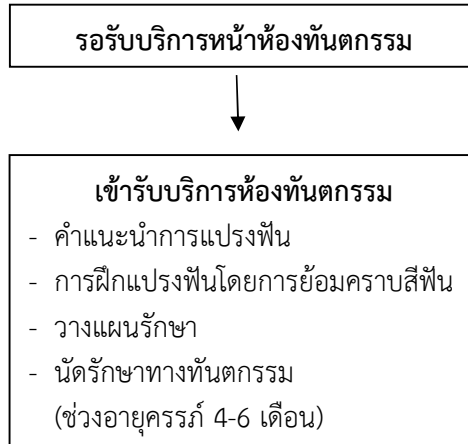 รอรับบริการหน้าห้องทันตกรรม
เข้ารับบริการห้องทันตกรรม
- คำแนะนำการแปรงฟัน
- การฝึกแปรงฟันโดยการย้อมคราบสีฟัน
- วางแผนรักษา
- นัดรักษาทางทันตกรรม
(ช่วงอายุครรภ์ 4-6 เดือน)